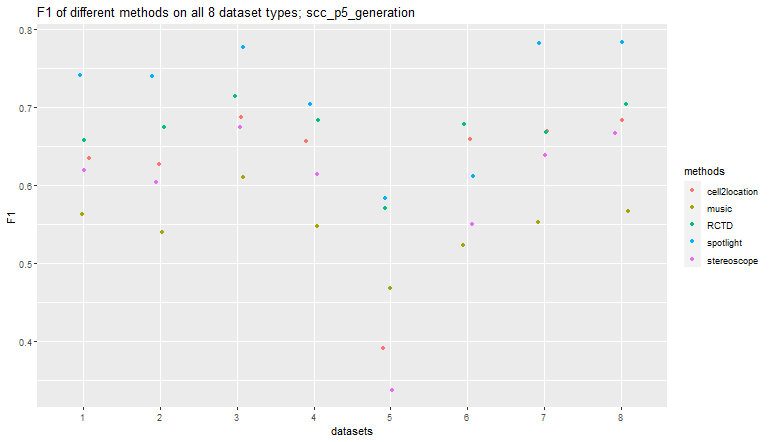 F1 of different methods on all 8 dataset types; scc_p5_generation
0.8
0.7
0.6
0.5
0.4
F1
1 2 3 4 5 6 7 8
datasets
methods
cell2location
music
RCTD
spotlight
stereoscope